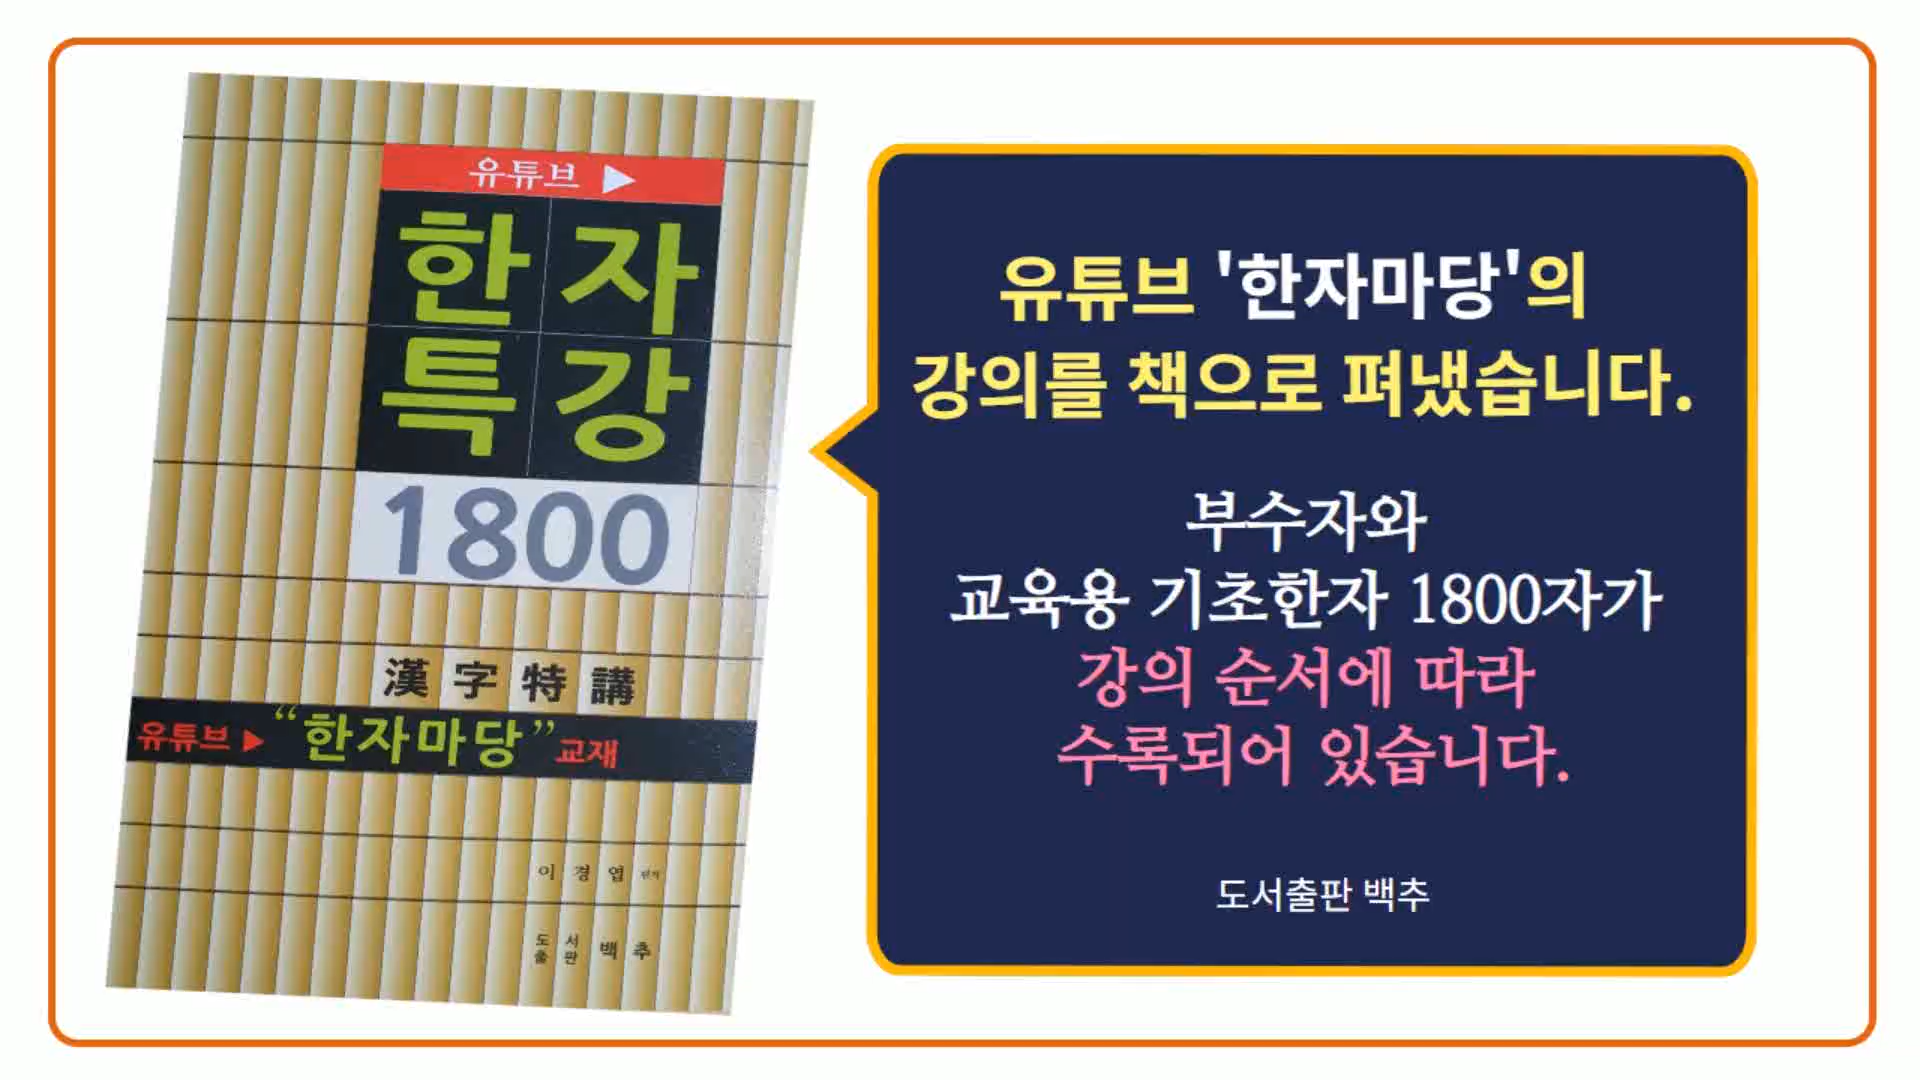 유튜브 ▶
한자
특강
1800
漢字特講
유튜브 ▶ “한자마당” 교재
이경엽
도서출판 백추
유튜브 '한자마당'의
강의를 책으로 펴냈습니다.
부수자와
교육용 기초한자 1800자가
강의 순서에 따라
수록되어 있습니다.
도서출판 백추